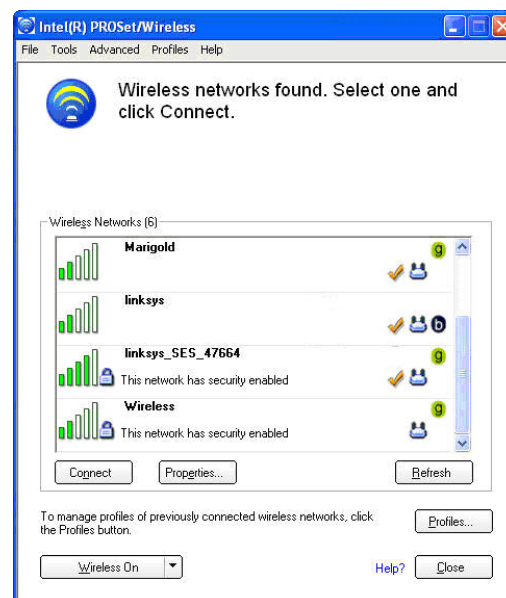 Intel(R) PROSet/Wireless
File Tools Advanced Profiles Help
Wireless networks found. Select one and
click Connect.
Wireless Networks (6)
Marigold
g
linksys
b
linksys_SES_47664
g
This network has security enabled
Wireless
g
This network has security enabled
Connect Properties... Refresh
To manage profiles of previously connected wireless networks, click
the Profiles button.
Profiles...
Wireless On Help? Close